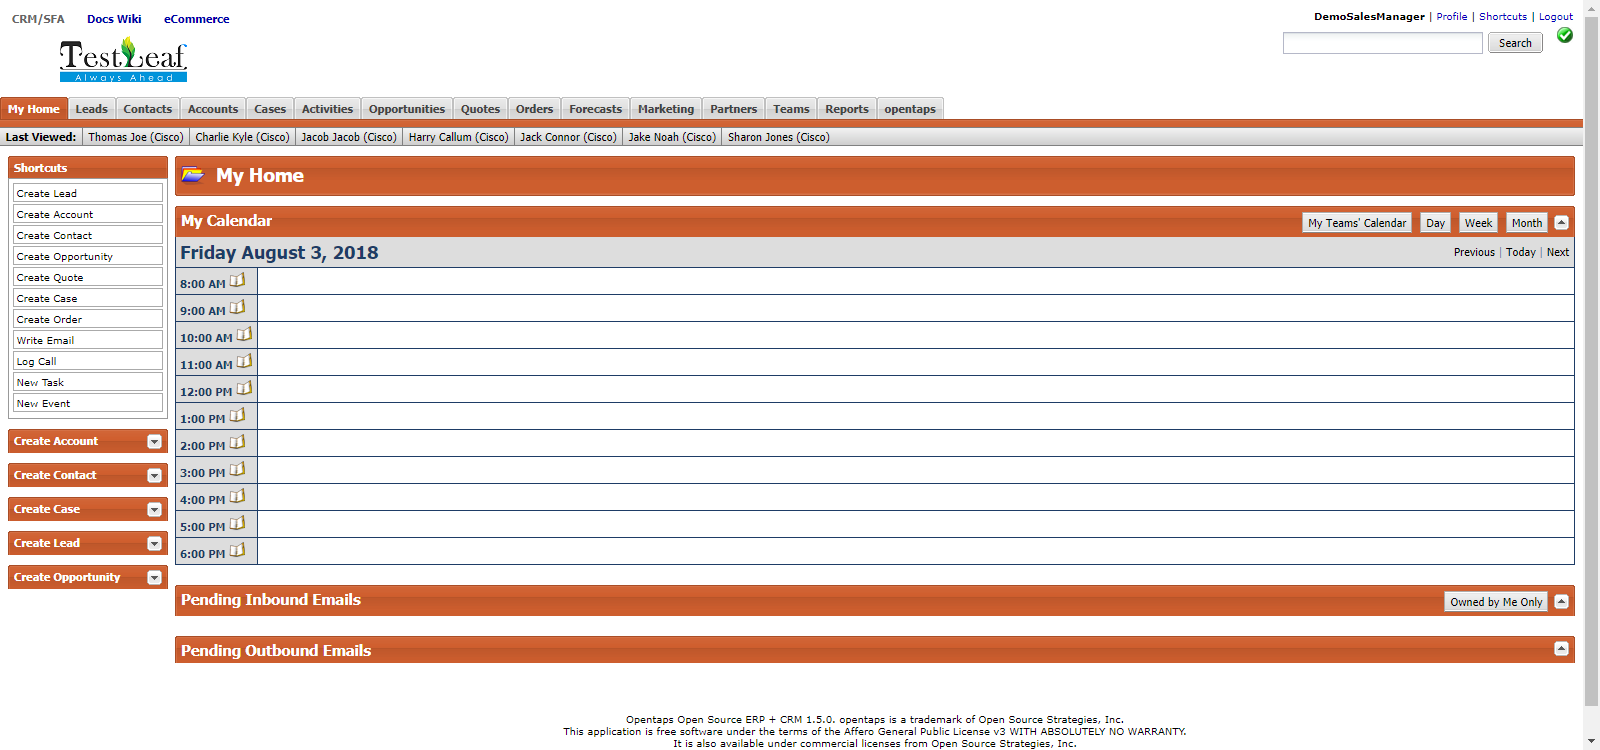 CRM/SFA Docs Wiki eCommerce
DemoSalesManager | Profile | Shortcuts | Logout
Search
TestLeaf
Always Ahead
My Home Leads Contacts Accounts Cases Activities Opportunities Quotes Orders Forecasts Marketing Partners Teams Reports opentaps
Last Viewed: Thomas Joe (Cisco) Charlie Kyle (Cisco) Jacob Jacob (Cisco) Harry Callum (Cisco) Jack Connor (Cisco) Jake Noah (Cisco) Sharon Jones (Cisco)
Shortcuts
Create Lead
Create Account
Create Contact
Create Opportunity
Create Quote
Create Case
Create Order
Write Email
Log Call
New Task
New Event
Create Account
Create Contact
Create Case
Create Lead
Create Opportunity
My Home
My Calendar My Teams' Calendar Day Week Month
Friday August 3, 2018 Previous | Today | Next
8:00 AM
9:00 AM
10:00 AM
11:00 AM
12:00 PM
1:00 PM
2:00 PM
3:00 PM
4:00 PM
5:00 PM
6:00 PM
Pending Inbound Emails Owned by Me Only
Pending Outbound Emails
Opentaps Open Source ERP + CRM 1.5.0. opentaps is a trademark of Open Source Strategies, Inc.
This application is free software under the terms of the Affero General Public License v3 WITH ABSOLUTELY NO WARRANTY.
It is also available under commercial licenses from Open Source Strategies, Inc.